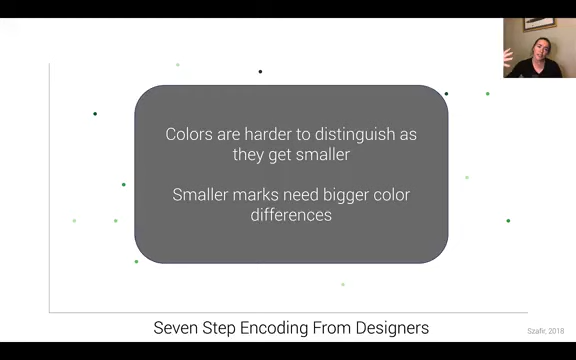 Colors are harder to distinguish as
they get smaller
Smaller marks need bigger color
differences
Seven Step Encoding From Designers
Szafir, 2018